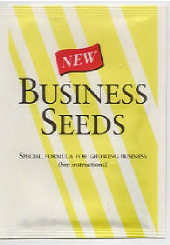 NEW
BUSINESS
SEEDS
SPECIAL FORMULA FOR GROWING BUSINESS
(See instructions)